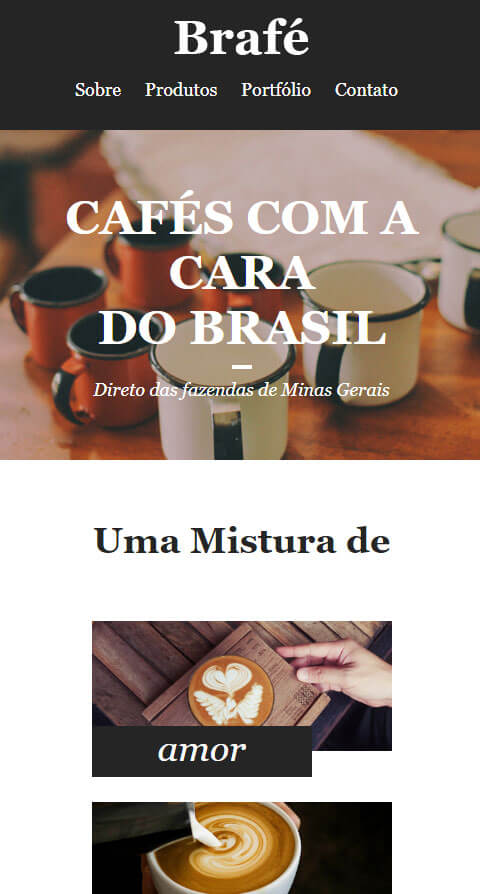 Brafé
Sobre Produtos Portfólio Contato
CAFÉS COM A
CARA
DO BRASIL
Direto das fazendas de Minas Gerais
Uma Mistura de
amor